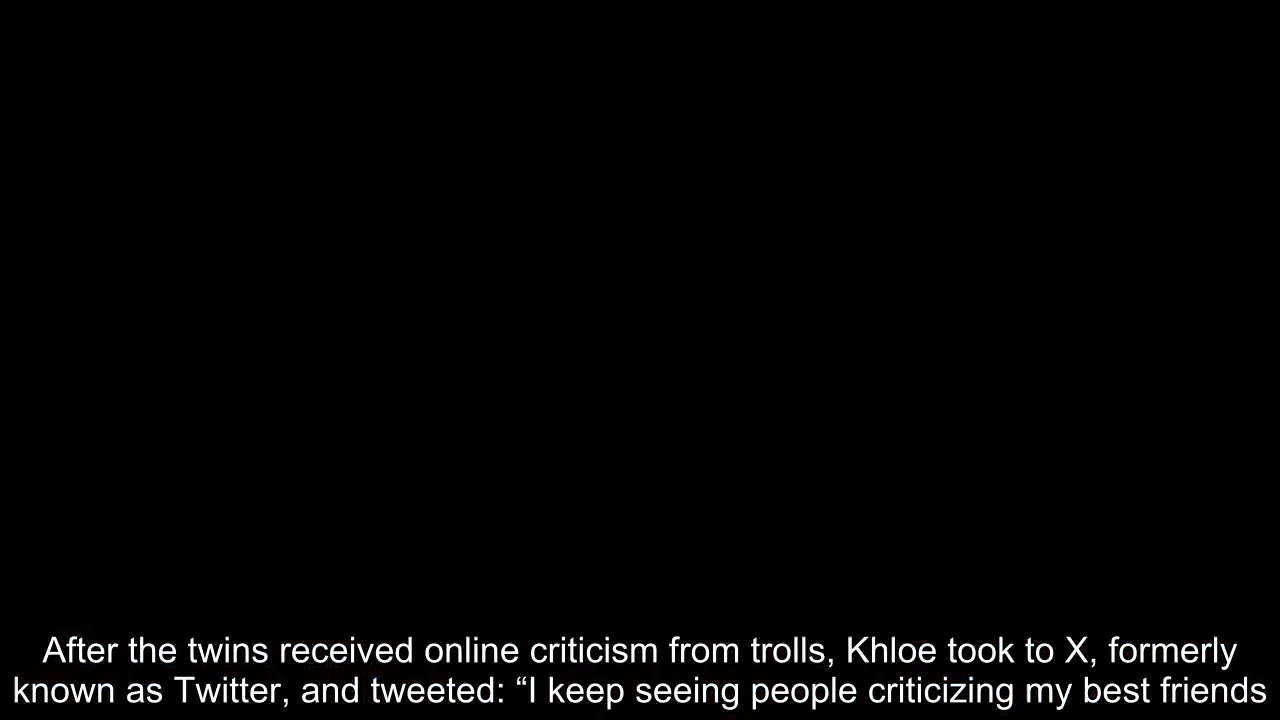 After the twins received online criticism from trolls, Khloe took to X, formerly
known as Twitter, and tweeted: “I keep seeing people criticizing my best friends